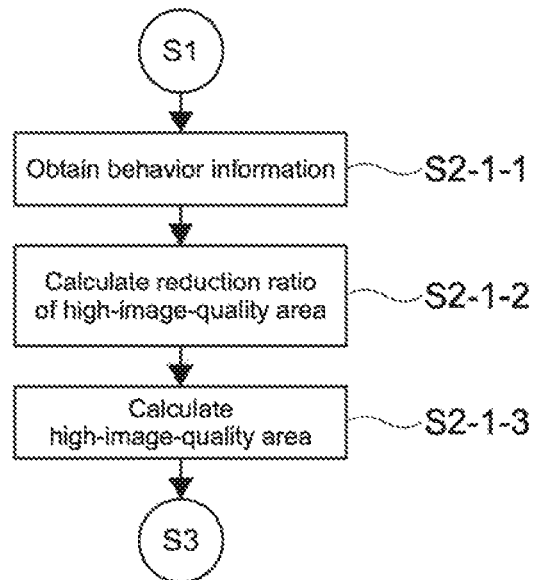 S1
Obtain behavior information
S2-1-1
Calculate reduction ratio
of high-image-quality area
S2-1-2
Calculate
high-image-quality area
S2-1-3
S3